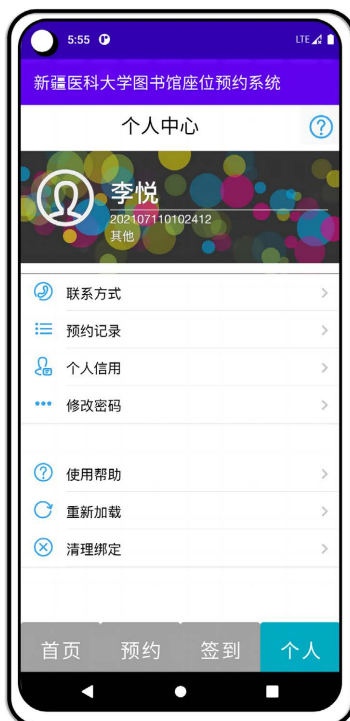 5:55 LTE
新疆医科大学图书馆座位预约系统
个人中心
李悦
202107110102412
其他
联系方式
预约记录
个人信用
修改密码
使用帮助
重新加载
清理绑定
首页 预约 签到 个人